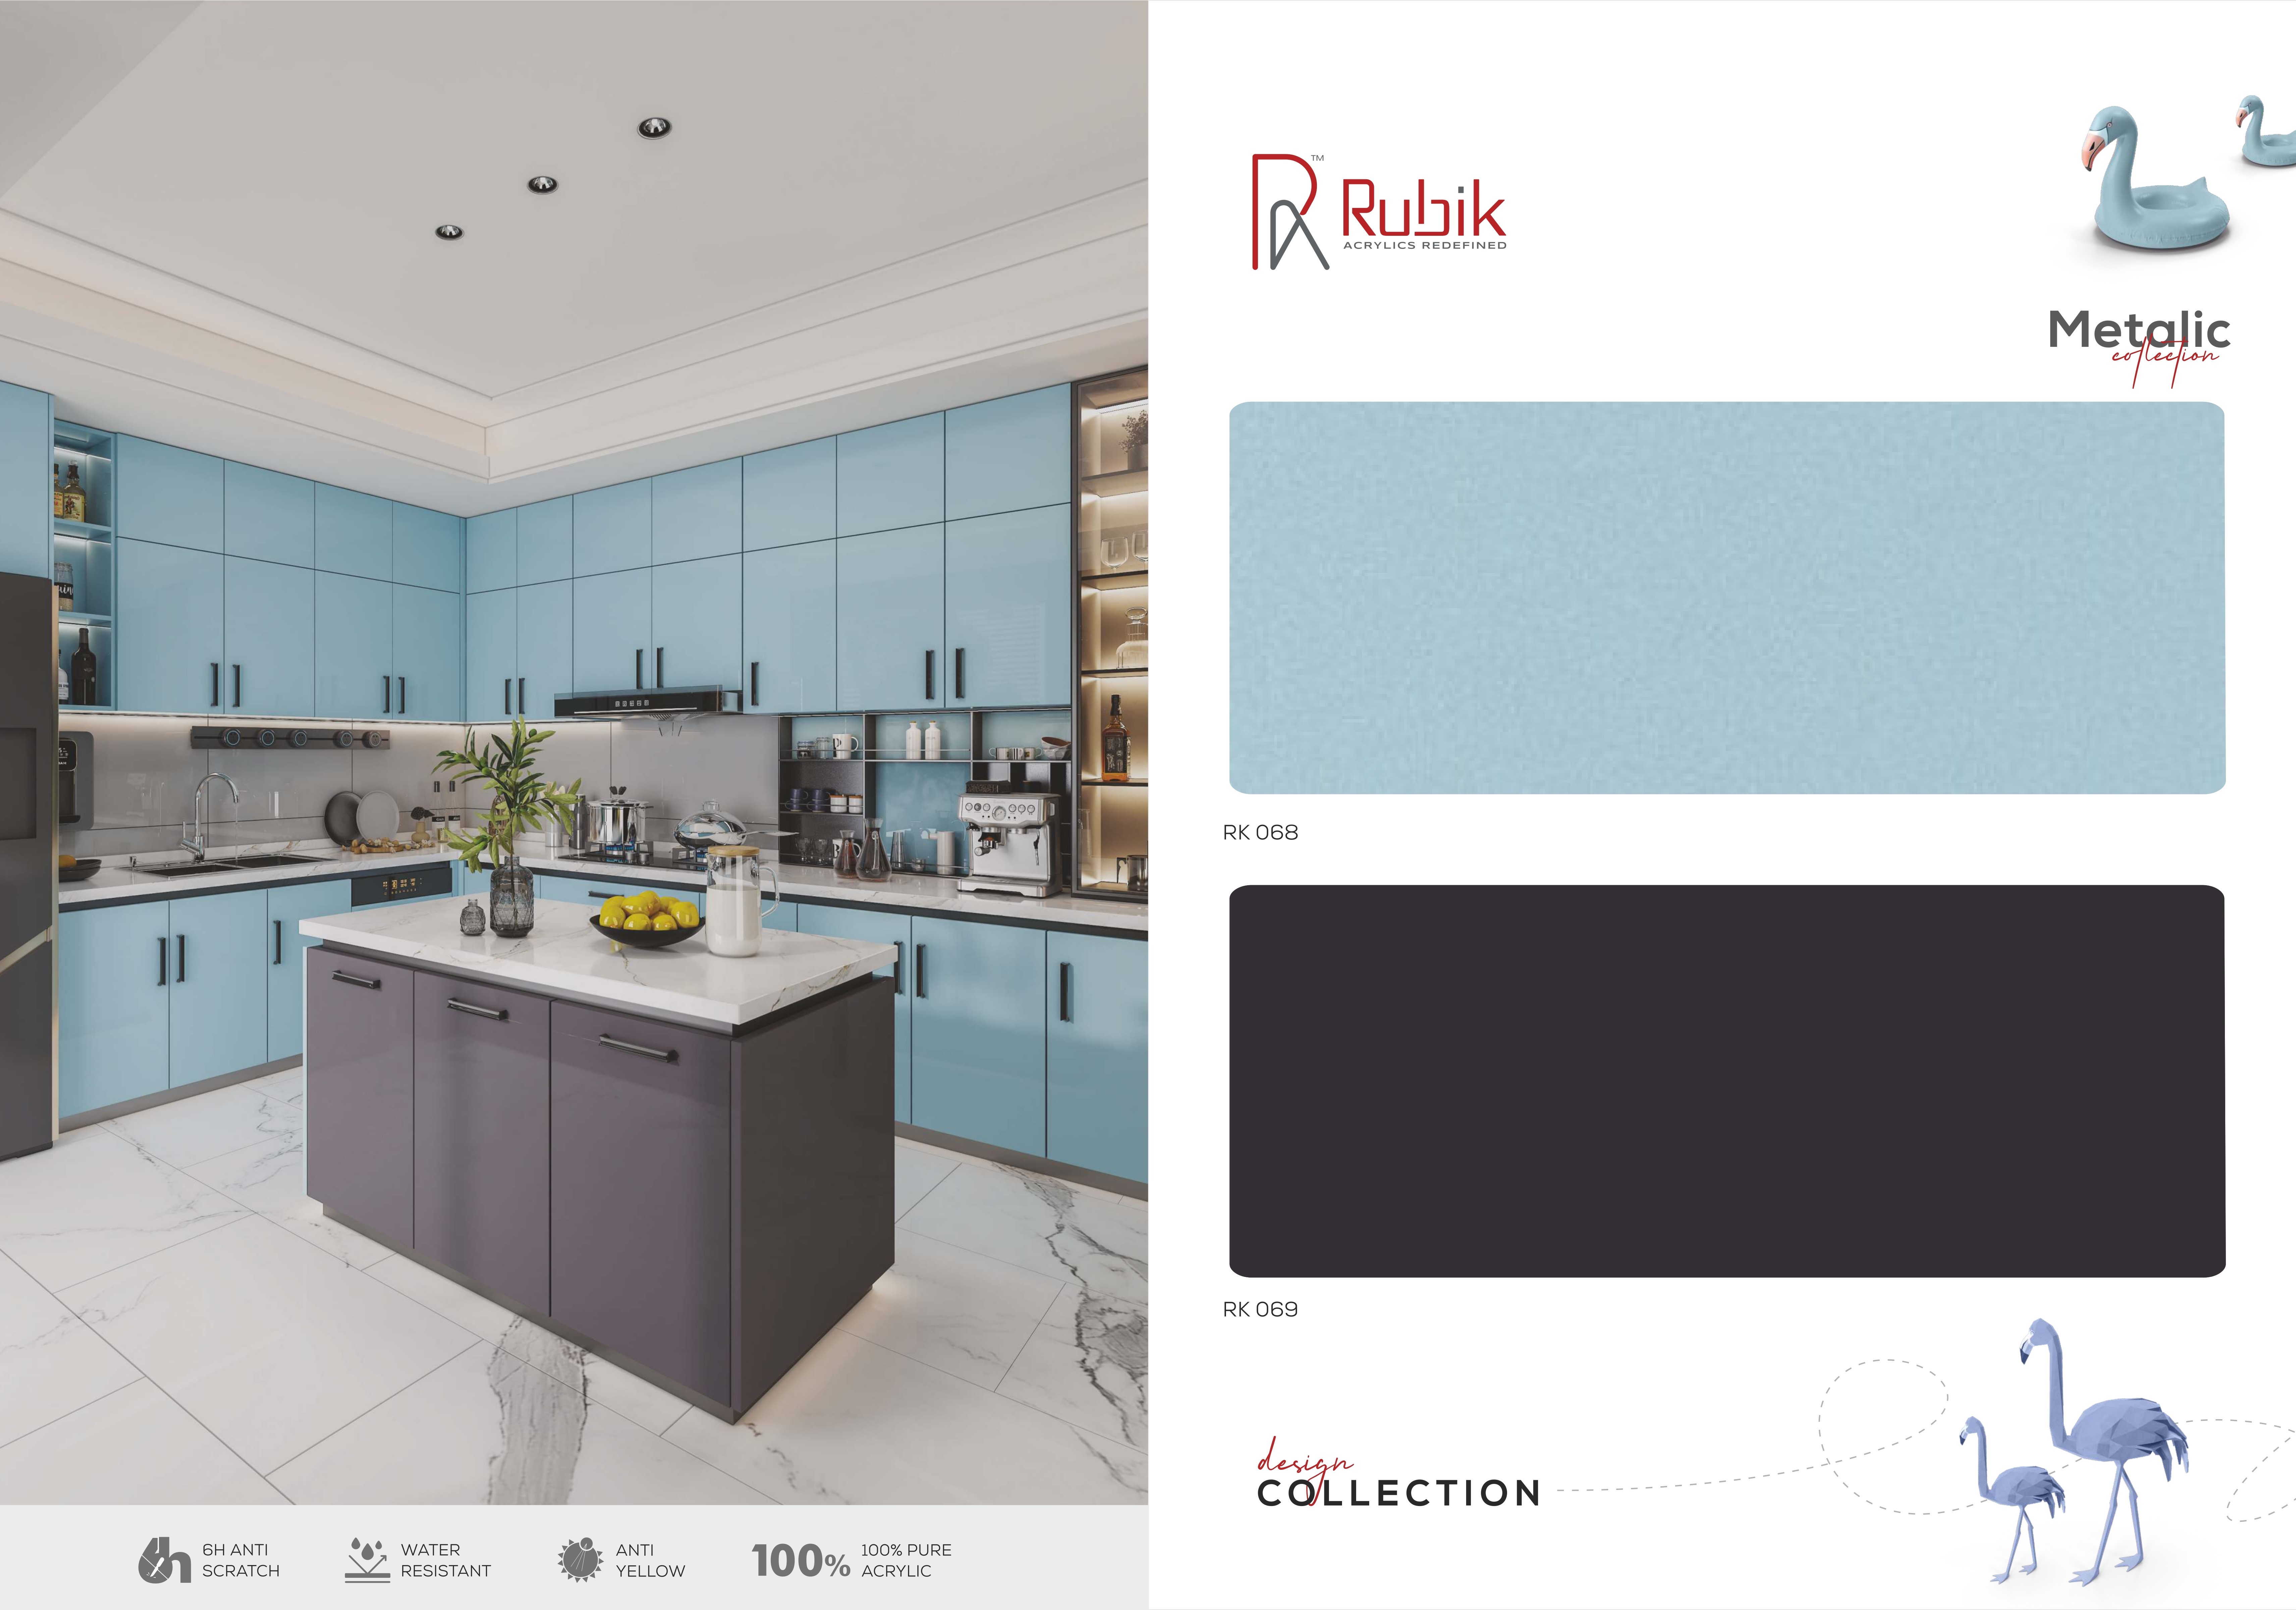 Rubik
TM
ACRYLICS REDEFINED
Metalic
collection
RK 068
RK 069
design
COLLECTION
6H ANTI
SCRATCH
WATER
RESISTANT
ANTI
YELLOW
100%
100% PURE
ACRYLIC